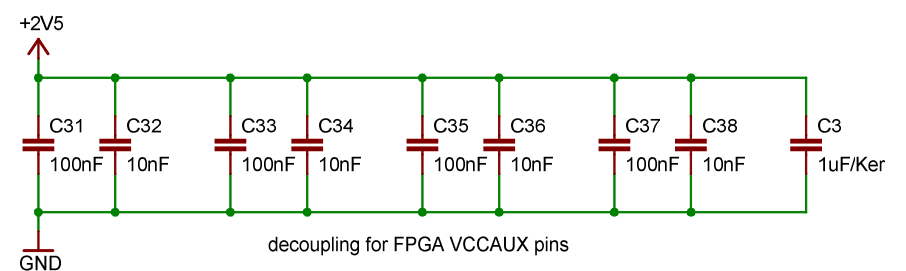 +2V5
C31 C32 C33 C34 C35 C36 C37 C38 C3
100nF 10nF 100nF 10nF 100nF 10nF 100nF 10nF 1uF/Ker
decoupling for FPGA VCCAUX pins
GND